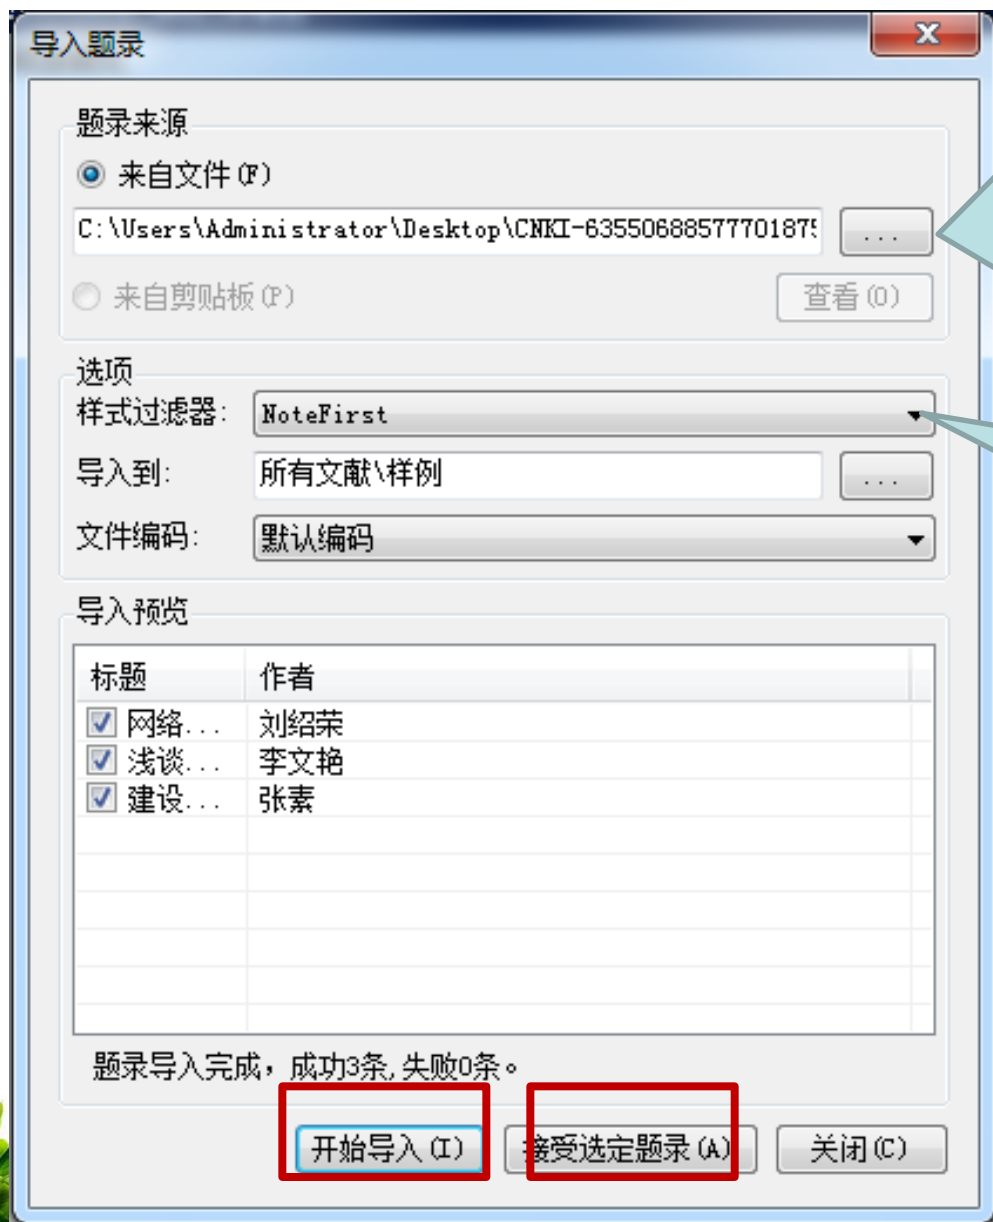 导入题录
题录来源
来自文件(F)
C:\Users\Administrator\Desktop\CNKI-635506885777701875 ...
来自剪贴板(P) 查看(O)
选项
样式过滤器: NoteFirst
导入到: 所有文献\样例 ...
文件编码: 默认编码
导入预览
标题 作者
网络... 刘绍荣
浅谈... 李文艳
建设... 张素
题录导入完成，成功3条,失败0条。
开始导入(I) 接受选定题录(A) 关闭(C)